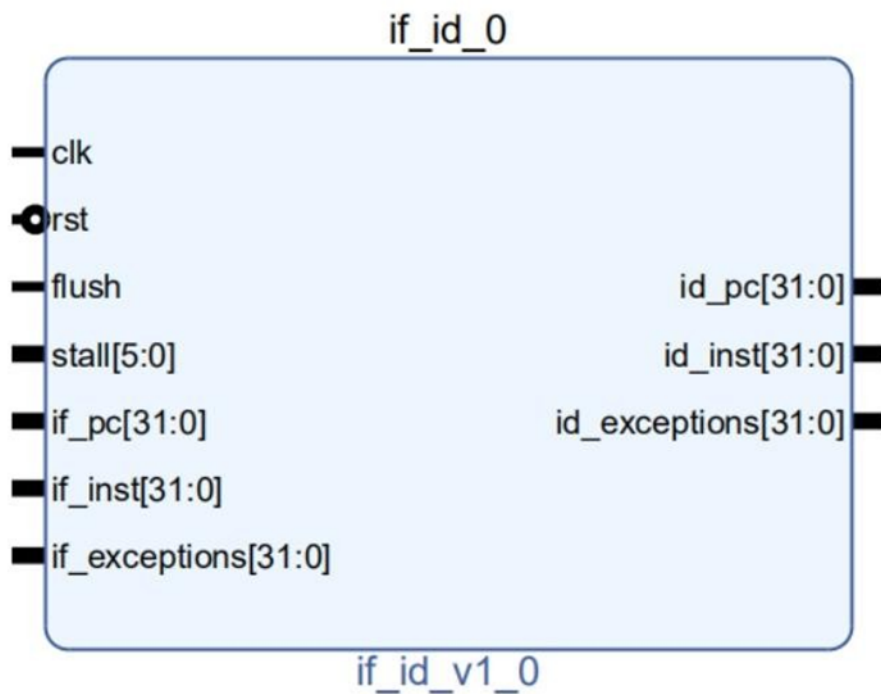 if_id_0
clk
rst
flush
id_pc[31:0]
stall[5:0]
id_inst[31:0]
if_pc[31:0]
id_exceptions[31:0]
if_inst[31:0]
if_exceptions[31:0]
if_id_v1_0